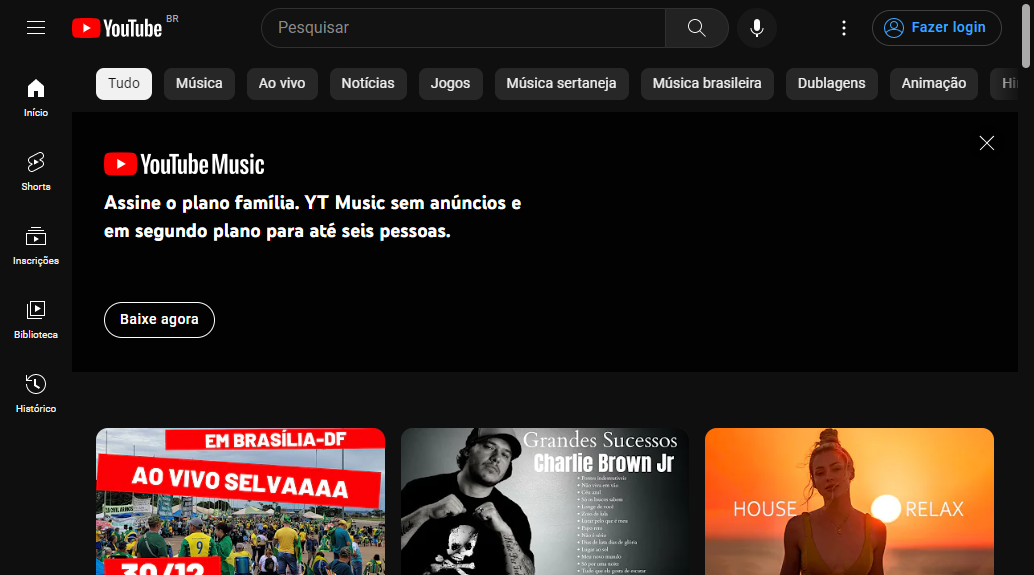 YouTube BR
Pesquisar
Fazer login
Tudo
Música
Ao vivo
Notícias
Jogos
Música sertaneja
Música brasileira
Dublagens
Animação
Início
Shorts
Inscrições
Biblioteca
Histórico
YouTube Music
Assine o plano família. YT Music sem anúncios e
em segundo plano para até seis pessoas.
Baixe agora
EM BRASÍLIA-DF
AO VIVO SELVAAAA
9
30/12
Grandes Sucessos
Charlie Brown Jr
HOUSE RELAX